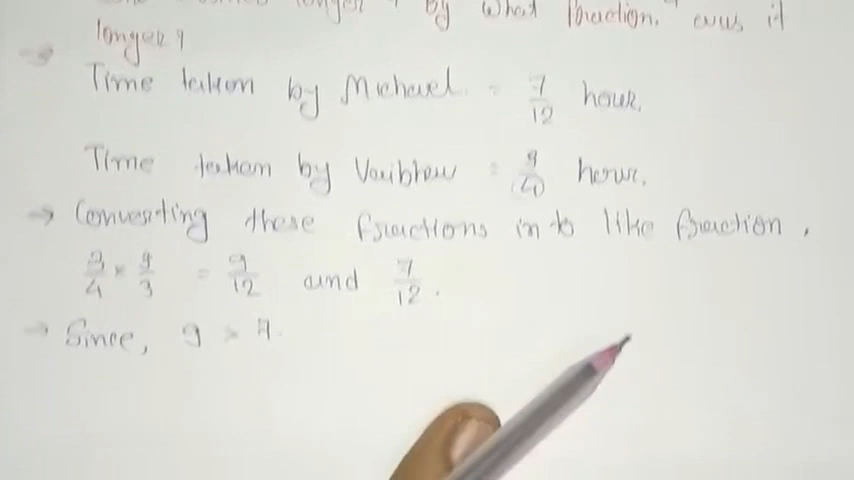 longer ? By what fraction. was it
longer ?
→ Time taken by Michael = 7/12 hour.
Time taken by Vaibhav = 3/4 hour.
→ Converting these fractions in to like fraction,
3/4 × 3/3 = 9/12 and 7/12.
→ Since, 9 > 7.